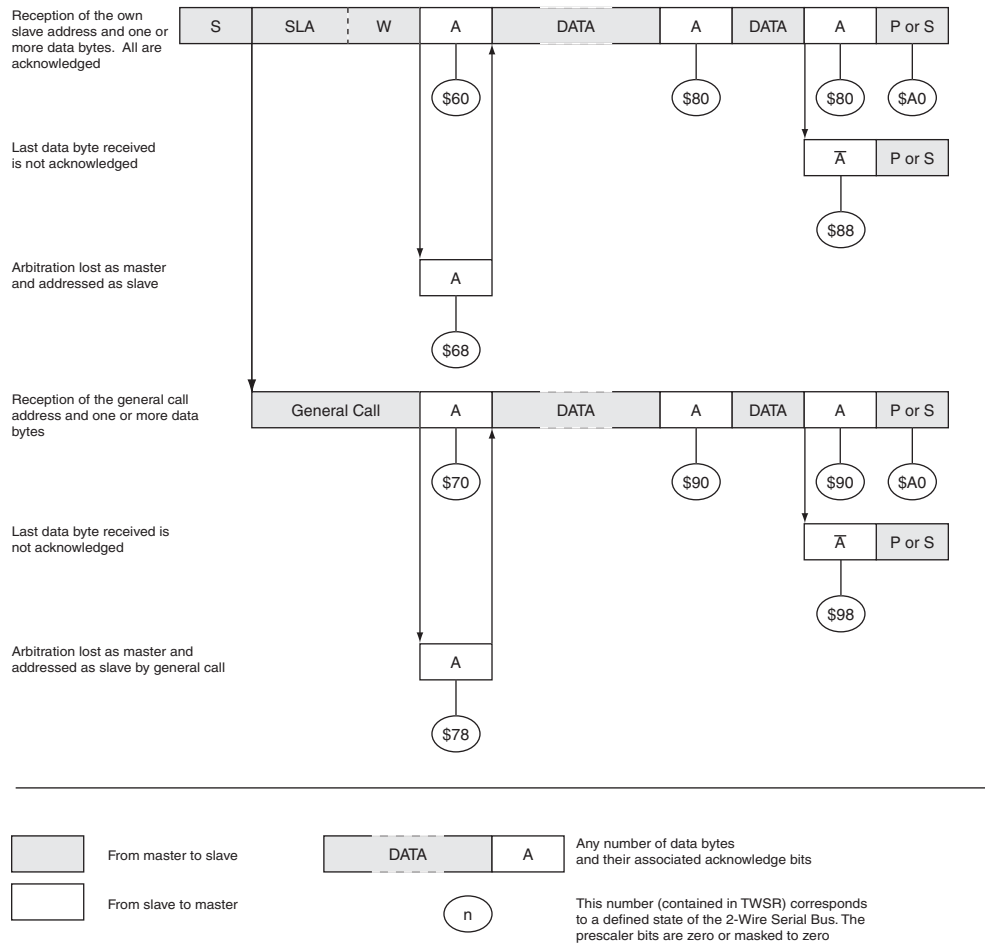 Reception of the own
slave address and one or
more data bytes. All are
acknowledged
S SLA W A DATA A DATA A P or S
$60 $80 $80 $A0
Last data byte received
is not acknowledged
A̅ P or S
$88
Arbitration lost as master
and addressed as slave
A
$68
Reception of the general call
address and one or more data
bytes
General Call A DATA A DATA A P or S
$70 $90 $90 $A0
Last data byte received is
not acknowledged
A̅ P or S
$98
Arbitration lost as master and
addressed as slave by general call
A
$78
From master to slave
DATA A
Any number of data bytes
and their associated acknowledge bits
From slave to master
n
This number (contained in TWSR) corresponds
to a defined state of the 2-Wire Serial Bus. The
prescaler bits are zero or masked to zero